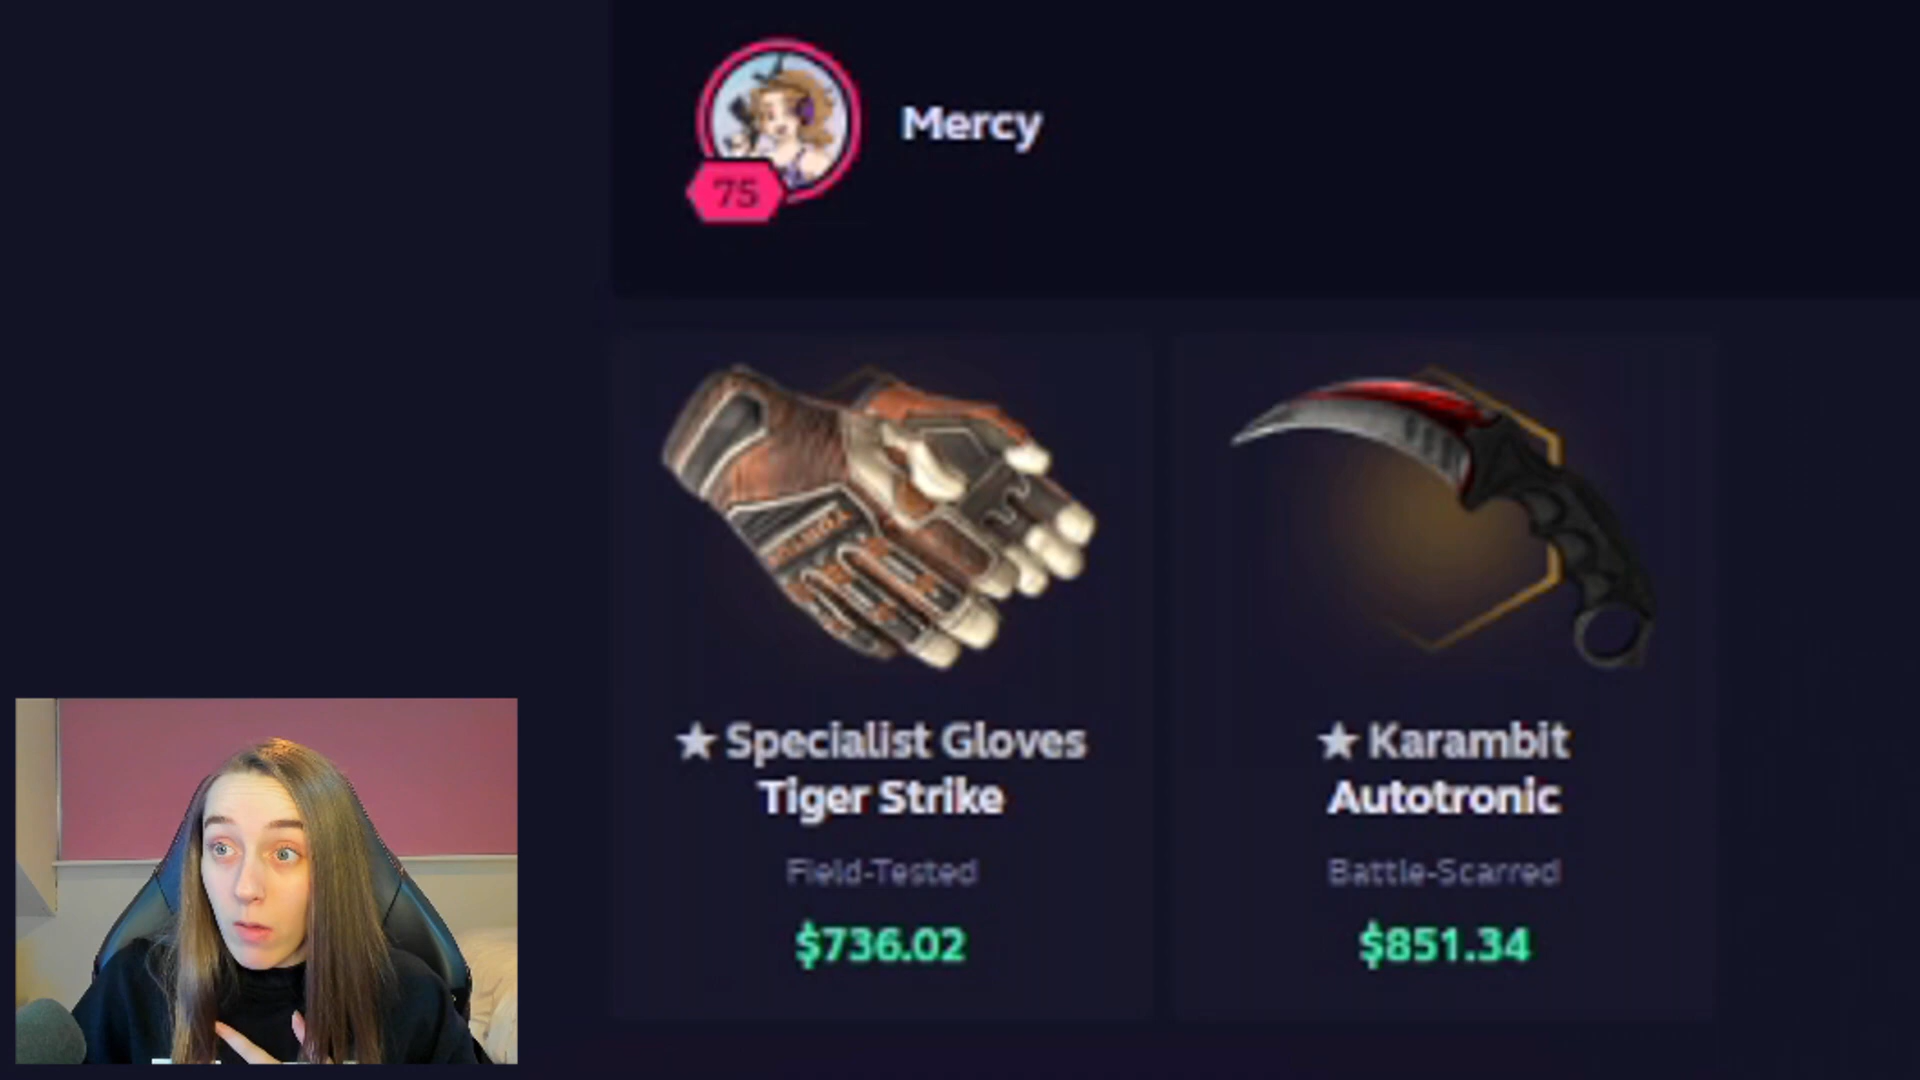 Mercy
75
★ Specialist Gloves
Tiger Strike
Field-Tested
$736.02
★ Karambit
Autotronic
Battle-Scarred
$851.34